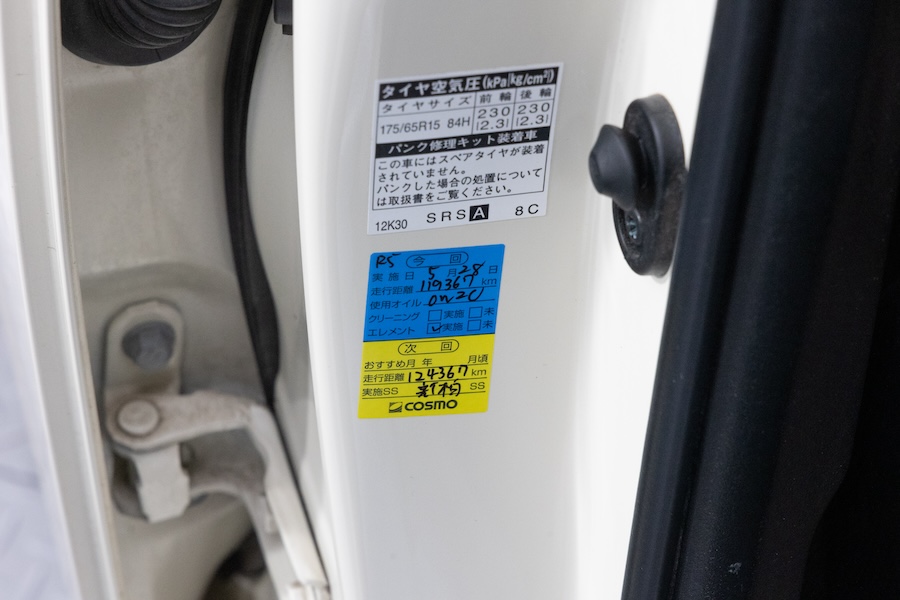 タイヤ空気圧(kPa{kg/cm²})
タイヤサイズ 前輪 後輪
175/65R15 84H 230{2.3} 230{2.3}
パンク修理キット装着車
この車にはスペアタイヤが装着
されていません。
パンクした場合の処置について
は取扱書をご覧ください。
12K30 SRS A 8C
R5 今回
実施日 5月28日
走行距離 119367km
使用オイル 0W20
クリーニング □実施 □未
エレメント ☑実施 □未
次回
おすすめ月 年 月頃
走行距離 124367km
実施SS SS
COSMO